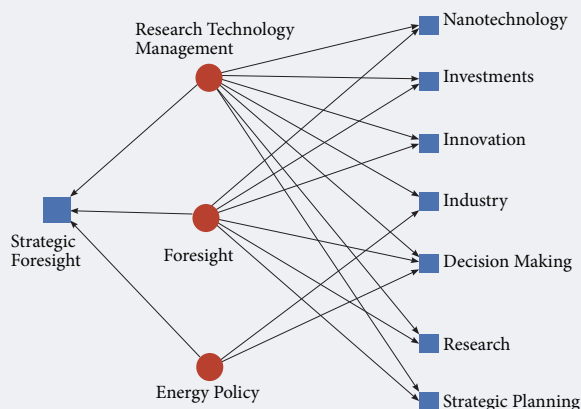 Research Technology
Management
Nanotechnology
Investments
Innovation
Industry
Strategic
Foresight
Foresight
Decision Making
Research
Energy Policy
Strategic Planning